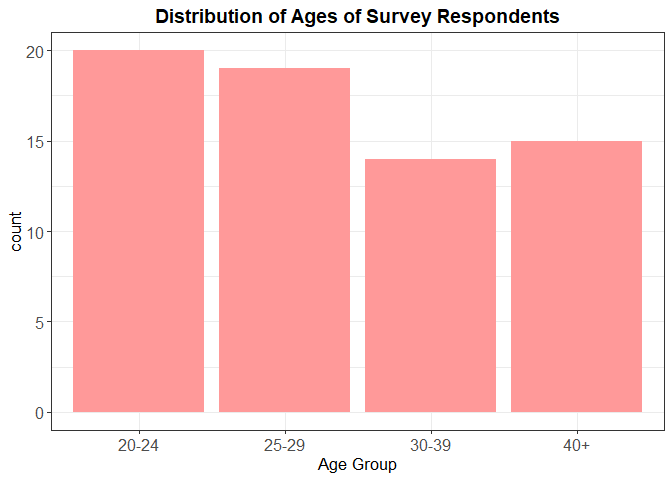 Distribution of Ages of Survey Respondents
count
20
15
10
5
0
20-24 25-29 30-39 40+
Age Group